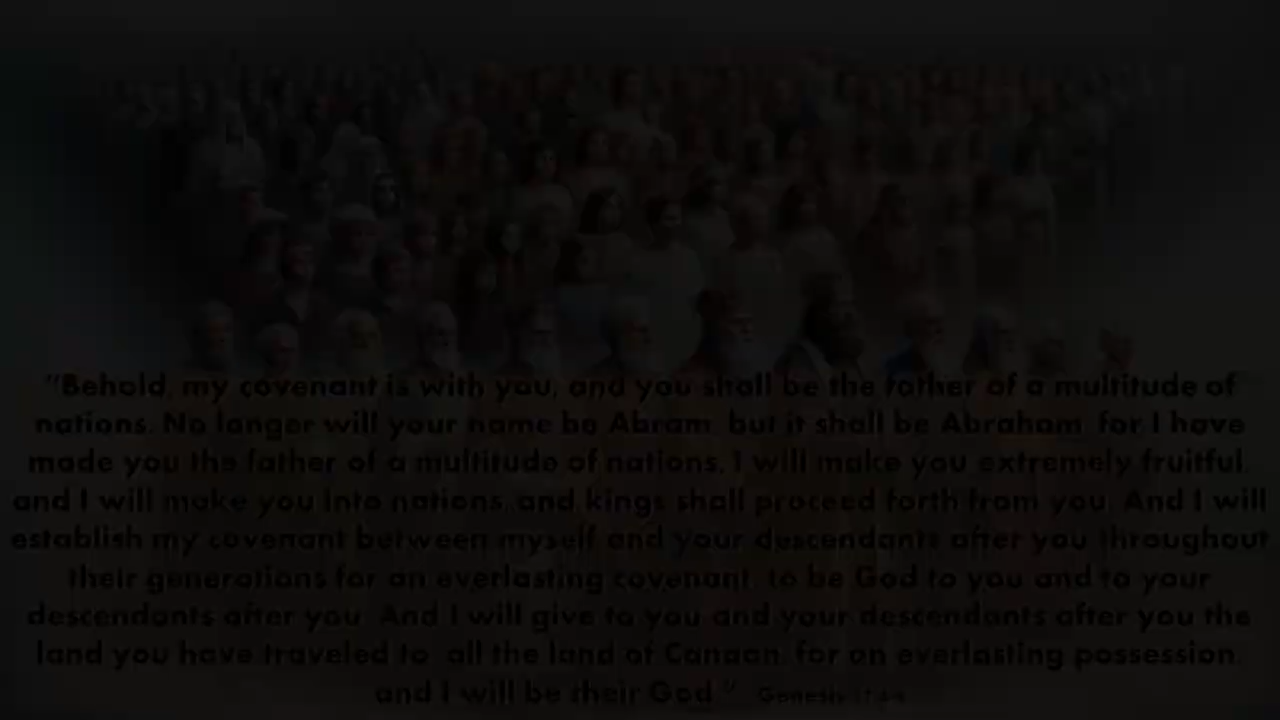 "Behold, my covenant is with you, and you shall be the father of a multitude of
nations. No longer will your name be Abram, but it shall be Abraham, for I have
made you the father of a multitude of nations. I will make you extremely fruitful,
and I will make you into nations, and kings shall proceed forth from you. And I will
establish my covenant between myself and your descendants after you throughout
their generations for an everlasting covenant, to be God to you and to your
descendants after you. And I will give to you and your descendants after you the
land you have traveled to, all the land of Canaan, for an everlasting possession,
and I will be their God." Genesis